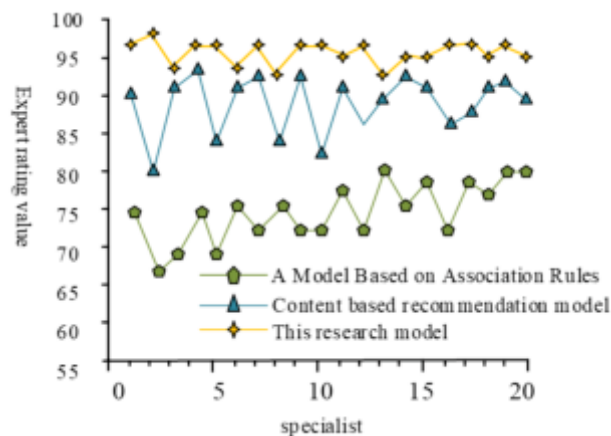 100
95
90
85
80
75
70
65
60
55
Expert rating value
A Model Based on Association Rules
Content based recommendation model
This research model
0 5 10 15 20
specialist